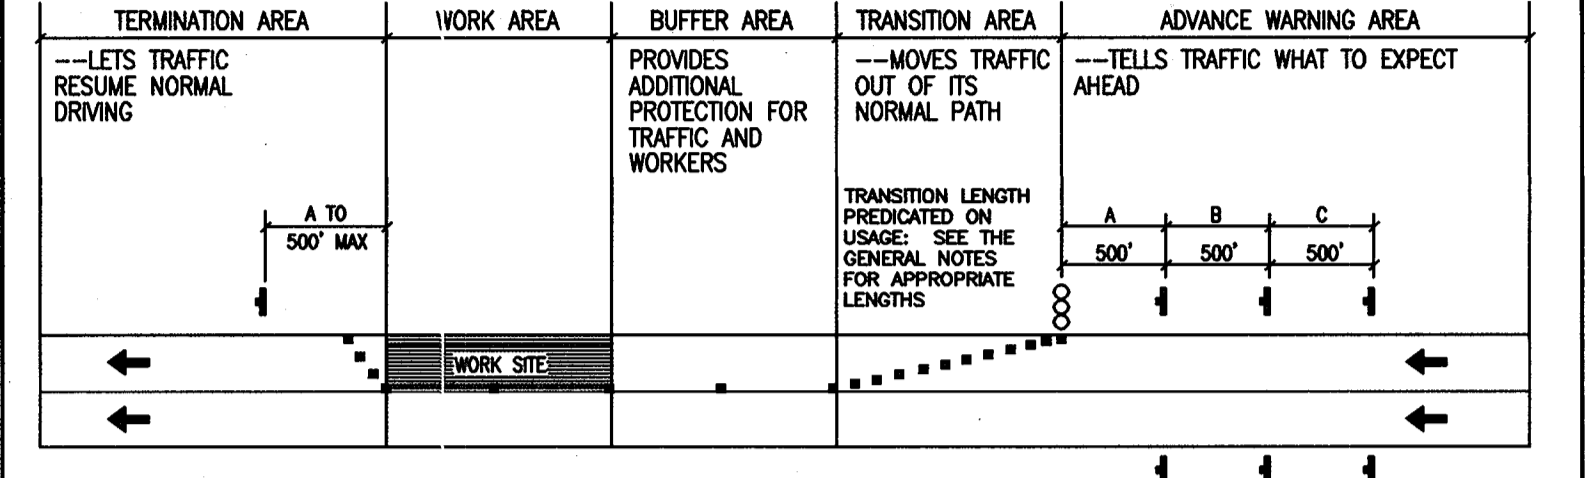 TERMINATION AREA
WORK AREA
BUFFER AREA
TRANSITION AREA
ADVANCE WARNING AREA
--LETS TRAFFIC
RESUME NORMAL
DRIVING
PROVIDES
ADDITIONAL
PROTECTION FOR
TRAFFIC AND
WORKERS
--MOVES TRAFFIC
OUT OF ITS
NORMAL PATH
--TELLS TRAFFIC WHAT TO EXPECT
AHEAD
TRANSITION LENGTH
PREDICATED ON
USAGE: SEE THE
GENERAL NOTES
FOR APPROPRIATE
LENGTHS
A TO
500' MAX
A B C
500' 500' 500'
WORK SITE